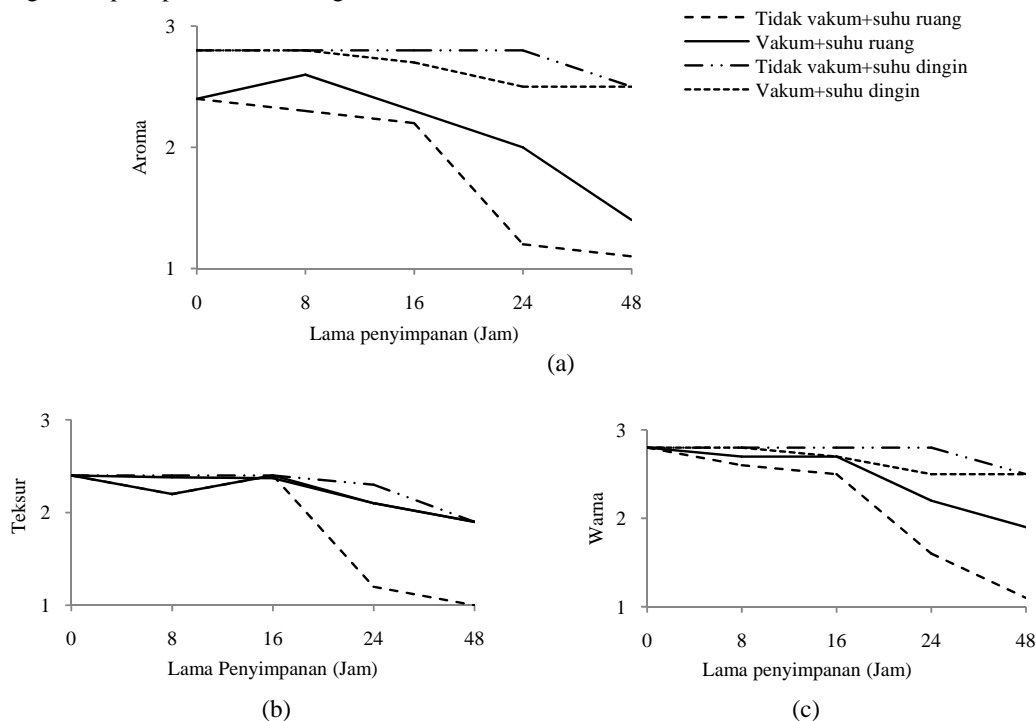 Tidak vakum+suhu ruang
Vakum+suhu ruang
Tidak vakum+suhu dingin
Vakum+suhu dingin
3
2
1
Aroma
0 8 16 24 48
Lama penyimpanan (Jam)
(a)
3
2
1
Teksur
0 8 16 24 48
Lama Penyimpanan (Jam)
(b)
3
2
1
Warna
0 8 16 24 48
Lama penyimpanan (Jam)
(c)